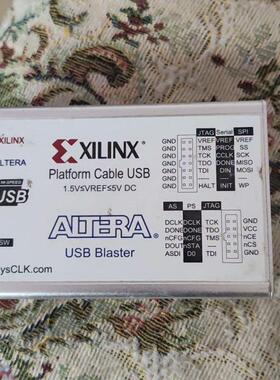 XILINX
Platform Cable USB
1.5V≤VREF≤5V DC
JTAG Serial SPI
GND VREF VREF VREF
GND TMS PROG SS
GND TCK CCLK SCK
GND TDO DONE MISO
GND TDI DIN MOSI
GND
GND HALT INIT WP
XILINX
ALTERA
USB
ALTERA®
USB Blaster
AS PS JTAG
DCLK DCLK TCK GND
DONE DONE TDO VCC
nCFG nCFG TMS nCE
DOUT nSTA nCS
ASDI D0 TDI GND
ysCLK.com